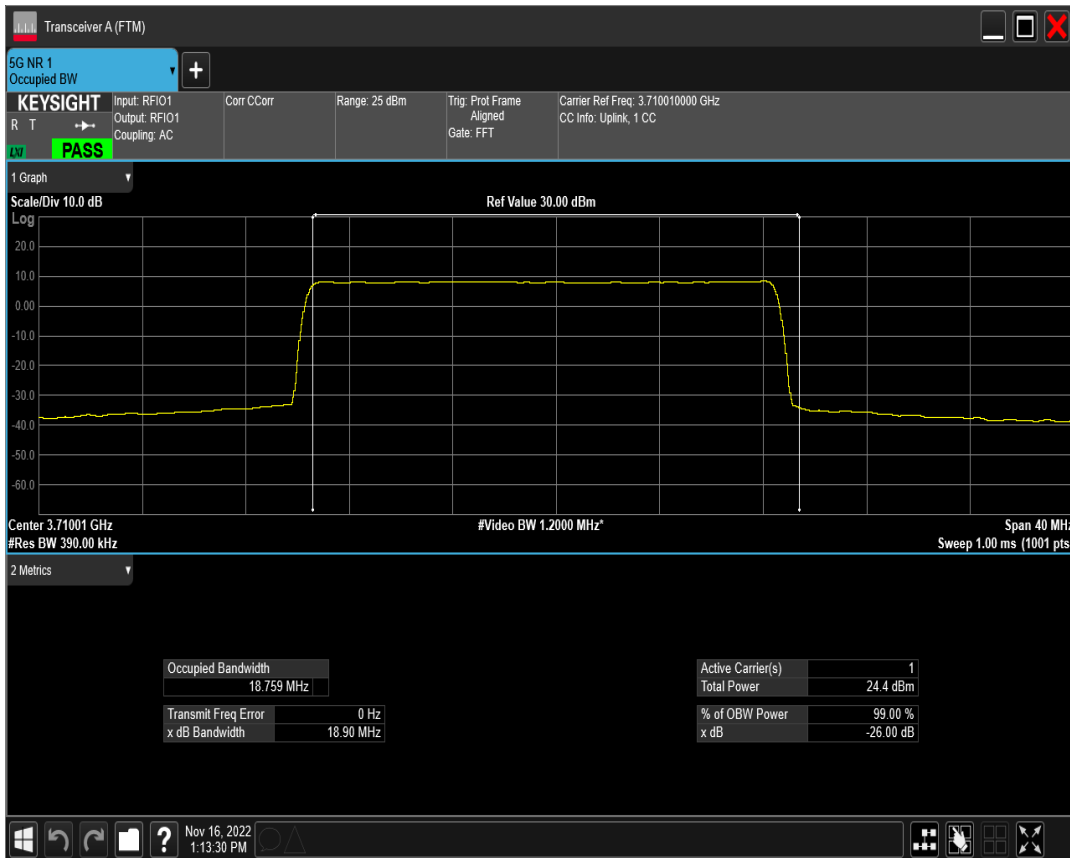 Transceiver A (FTM)
5G NR 1
Occupied BW
+
KEYSIGHT
R T
LXI
PASS
Input: RFIO1
Output: RFIO1
Coupling: AC
Corr CCorr
Range: 25 dBm
Trig: Prot Frame
Aligned
Gate: FFT
Carrier Ref Freq: 3.710010000 GHz
CC Info: Uplink, 1 CC
1 Graph
Scale/Div 10.0 dB
Ref Value 30.00 dBm
Log
20.0
10.0
0.00
-10.0
-20.0
-30.0
-40.0
-50.0
-60.0
Center 3.71001 GHz
#Video BW 1.2000 MHz*
Span 40 MHz
#Res BW 390.00 kHz
Sweep 1.00 ms (1001 pts
2 Metrics
Occupied Bandwidth
18.759 MHz
Transmit Freq Error 0 Hz
x dB Bandwidth 18.90 MHz
Active Carrier(s) 1
Total Power 24.4 dBm
% of OBW Power 99.00 %
x dB -26.00 dB
?
Nov 16, 2022
1:13:30 PM